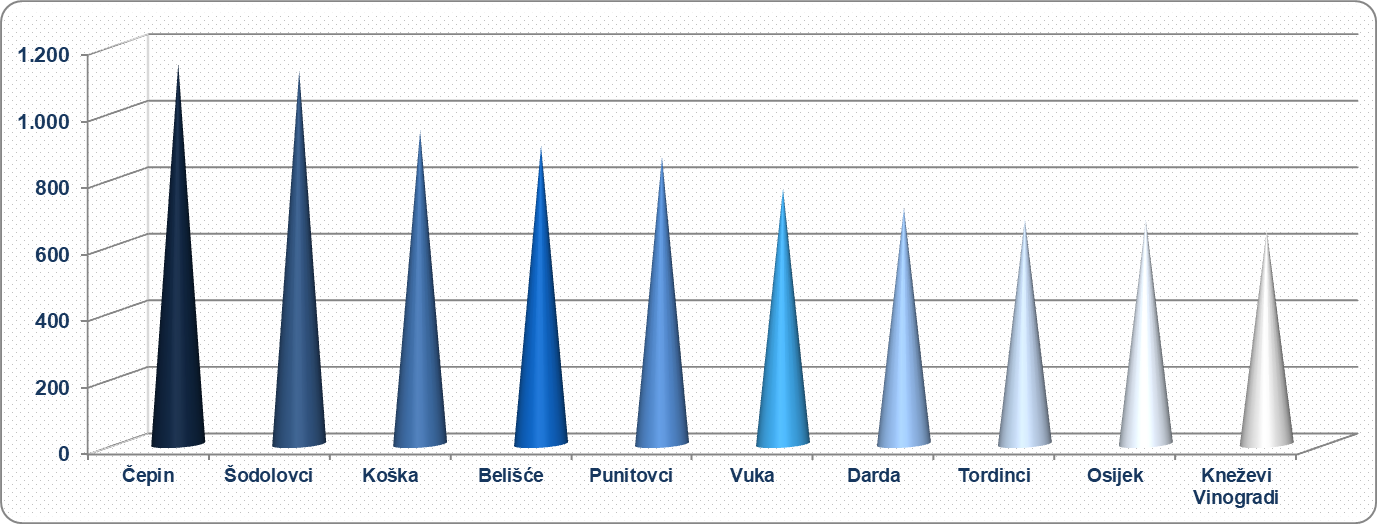 1.200
1.000
800
600
400
200
0
Čepin
Šodolovci
Koška
Belišće
Punitovci
Vuka
Darda
Tordinci
Osijek
Kneževi
Vinogradi